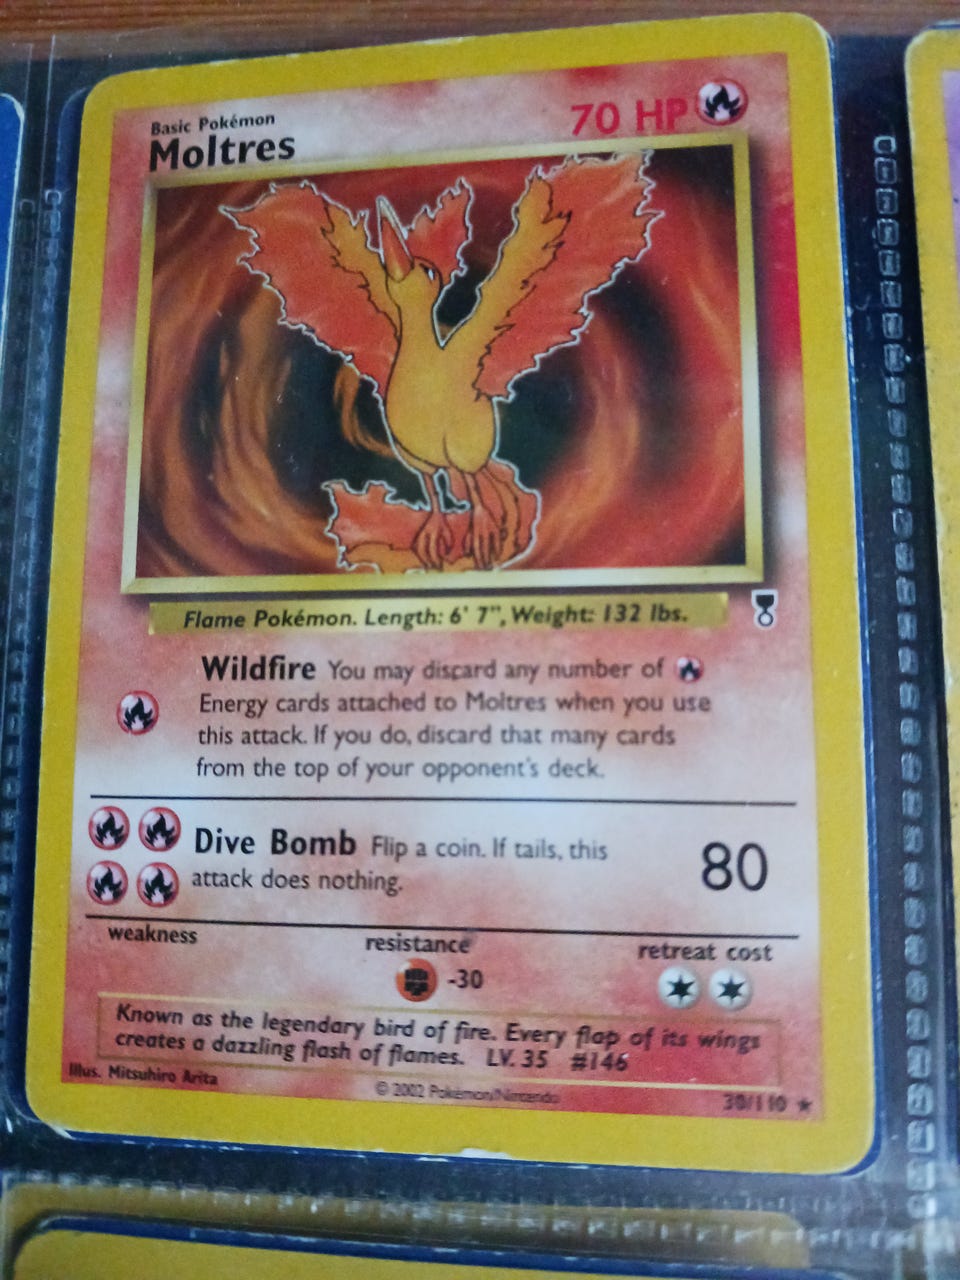 Basic Pokémon
Moltres
70 HP
Flame Pokémon. Length: 6' 7", Weight: 132 lbs.
Wildfire You may discard any number of
Energy cards attached to Moltres when you use
this attack. If you do, discard that many cards
from the top of your opponent's deck.
Dive Bomb Flip a coin. If tails, this
attack does nothing.
80
weakness
resistance
retreat cost
-30
Known as the legendary bird of fire. Every flap of its wings
creates a dazzling flash of flames. LV. 35 #146
Illus. Mitsuhiro Arita
© 2002 Pokémon/Nintendo
30/110